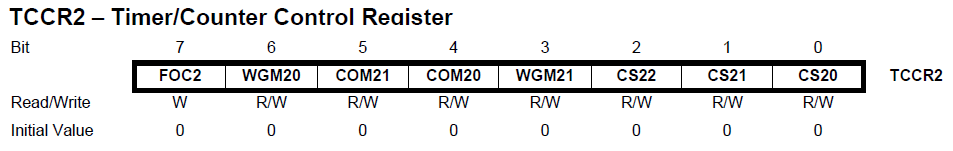 TCCR2 – Timer/Counter Control Register
Bit 7 6 5 4 3 2 1 0
FOC2 WGM20 COM21 COM20 WGM21 CS22 CS21 CS20 TCCR2
Read/Write W R/W R/W R/W R/W R/W R/W R/W
Initial Value 0 0 0 0 0 0 0 0